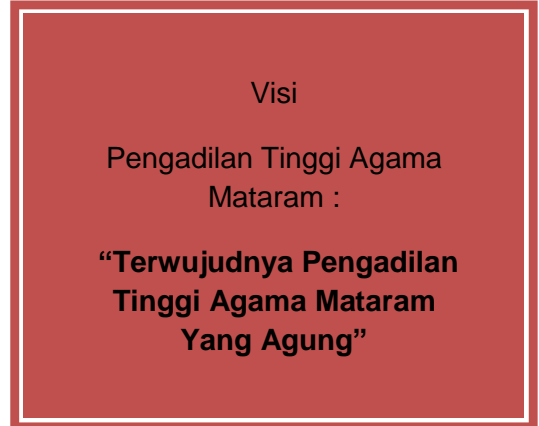 Visi
Pengadilan Tinggi Agama
Mataram :
“Terwujudnya Pengadilan
Tinggi Agama Mataram
Yang Agung”